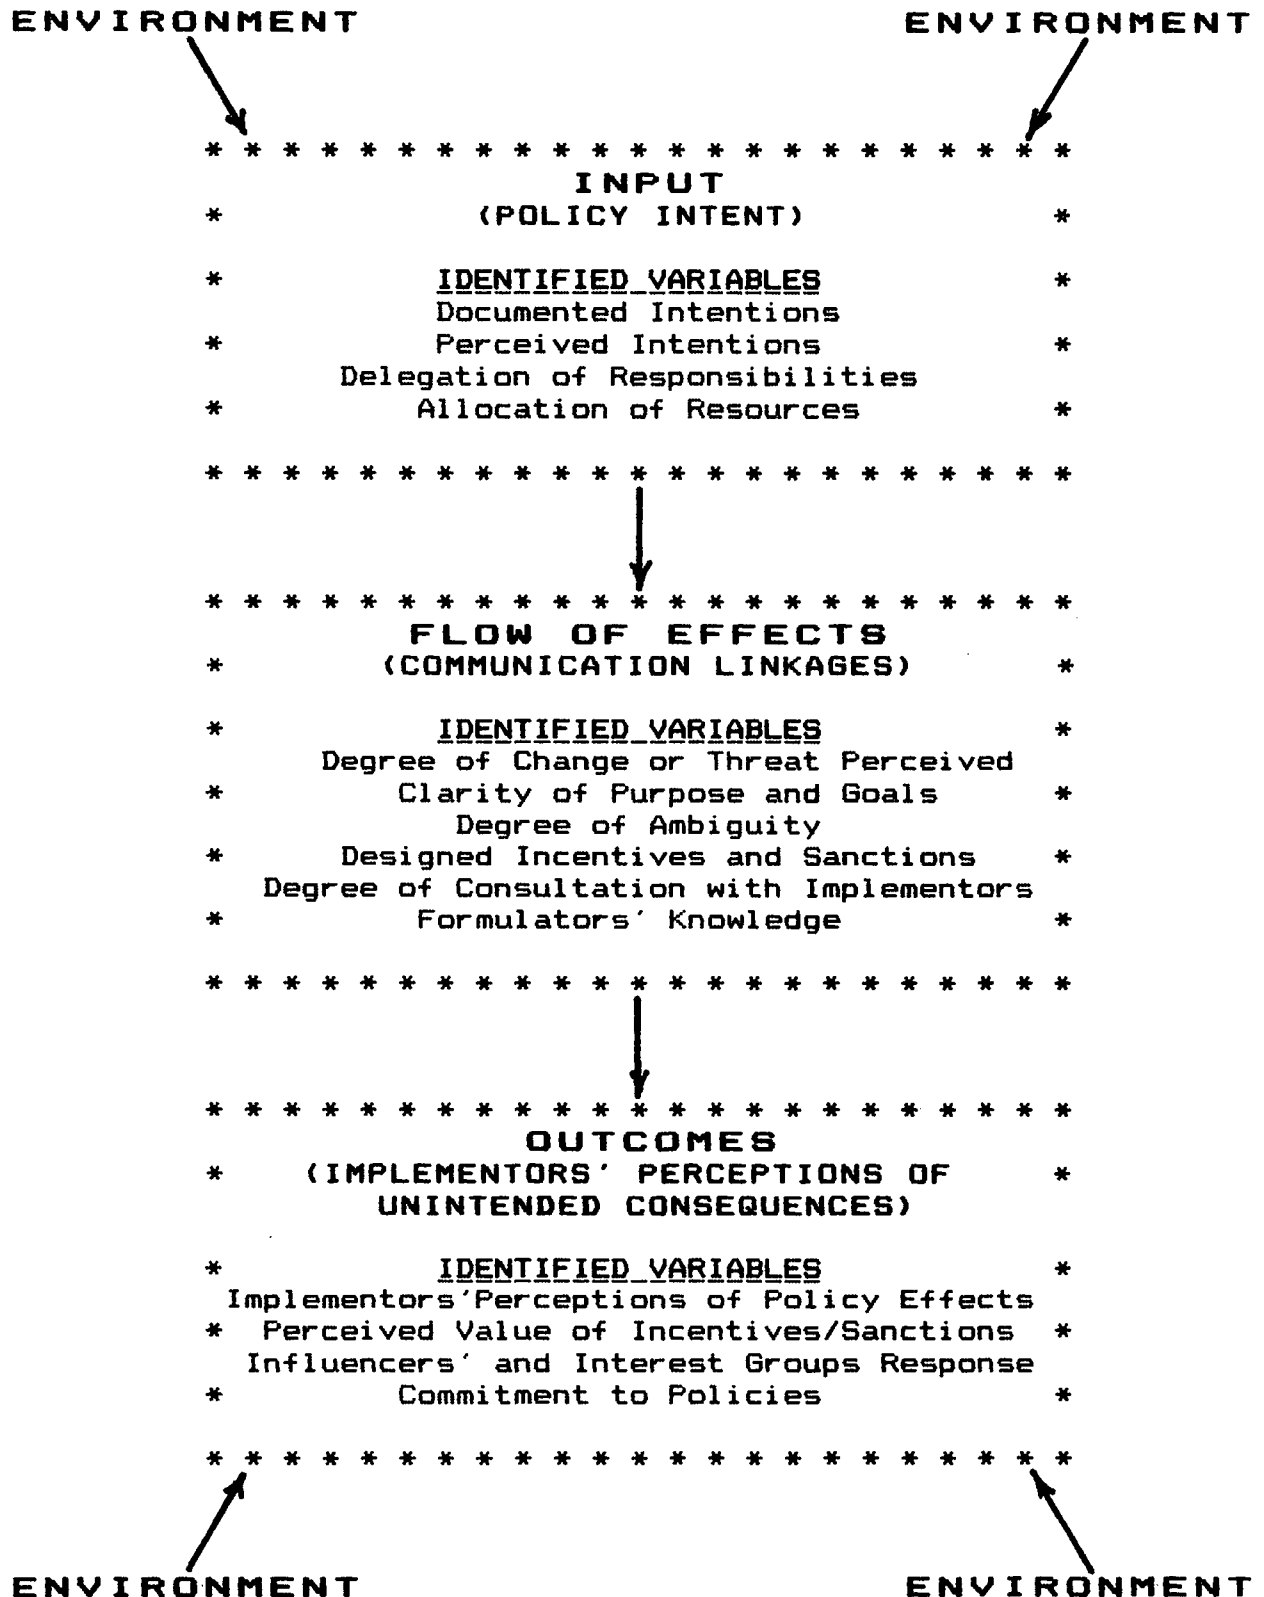 ENVIRONMENT ENVIRONMENT
* * * * * * * * * * * * * * * * * * * * * * *
INPUT
* (POLICY INTENT) *
* IDENTIFIED VARIABLES *
Documented Intentions
* Perceived Intentions *
Delegation of Responsibilities
* Allocation of Resources *
* * * * * * * * * * * * * * * * * * * * * * *
* * * * * * * * * * * * * * * * * * * * * * *
FLOW OF EFFECTS
* (COMMUNICATION LINKAGES) *
* IDENTIFIED VARIABLES *
Degree of Change or Threat Perceived
* Clarity of Purpose and Goals *
Degree of Ambiguity
* Designed Incentives and Sanctions *
Degree of Consultation with Implementors
* Formulators' Knowledge *
* * * * * * * * * * * * * * * * * * * * * * *
* * * * * * * * * * * * * * * * * * * * * * *
OUTCOMES
* (IMPLEMENTORS' PERCEPTIONS OF *
UNINTENDED CONSEQUENCES)
* IDENTIFIED VARIABLES *
Implementors'Perceptions of Policy Effects
* Perceived Value of Incentives/Sanctions *
Influencers' and Interest Groups Response
* Commitment to Policies *
* * * * * * * * * * * * * * * * * * * * * * *
ENVIRONMENT ENVIRONMENT